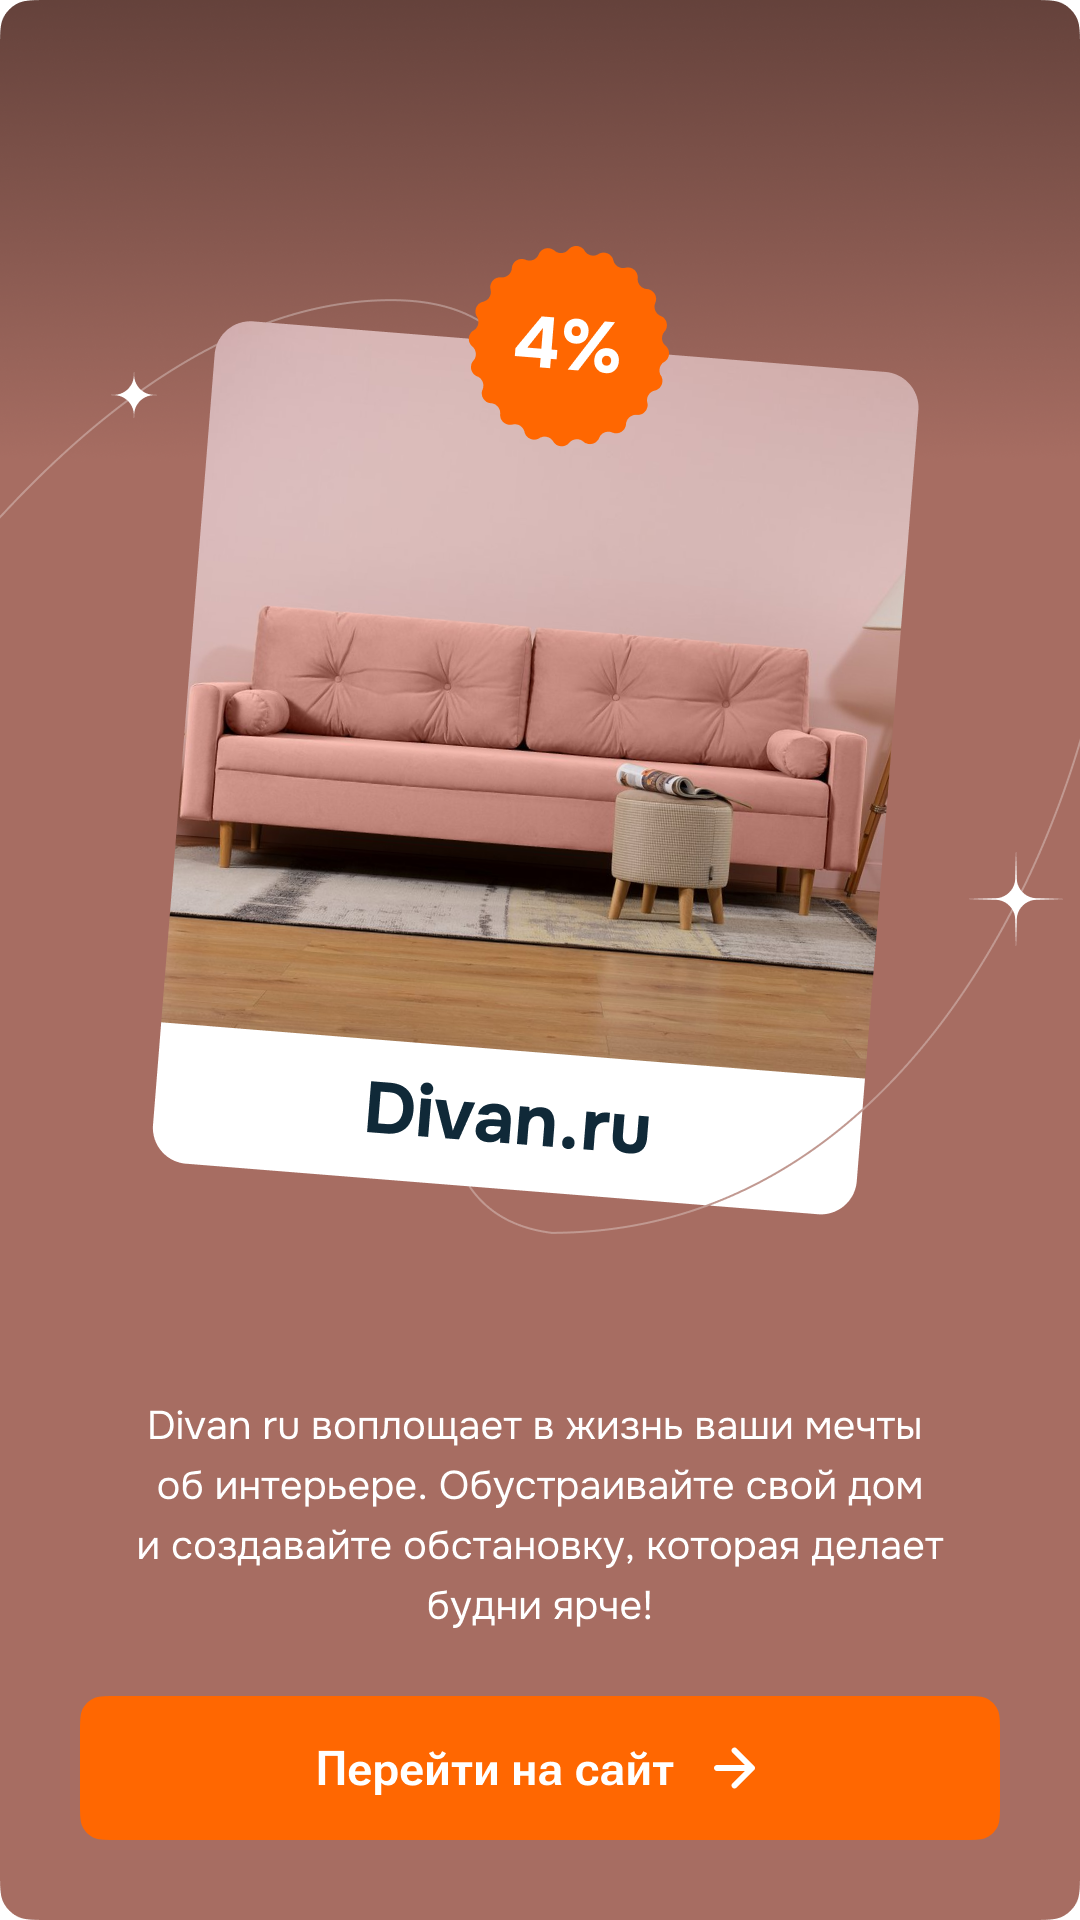 4%
Divan.ru
Divan ru воплощает в жизнь ваши мечты
об интерьере. Обустраивайте свой дом
и создавайте обстановку, которая делает
будни ярче!
Перейти на сайт